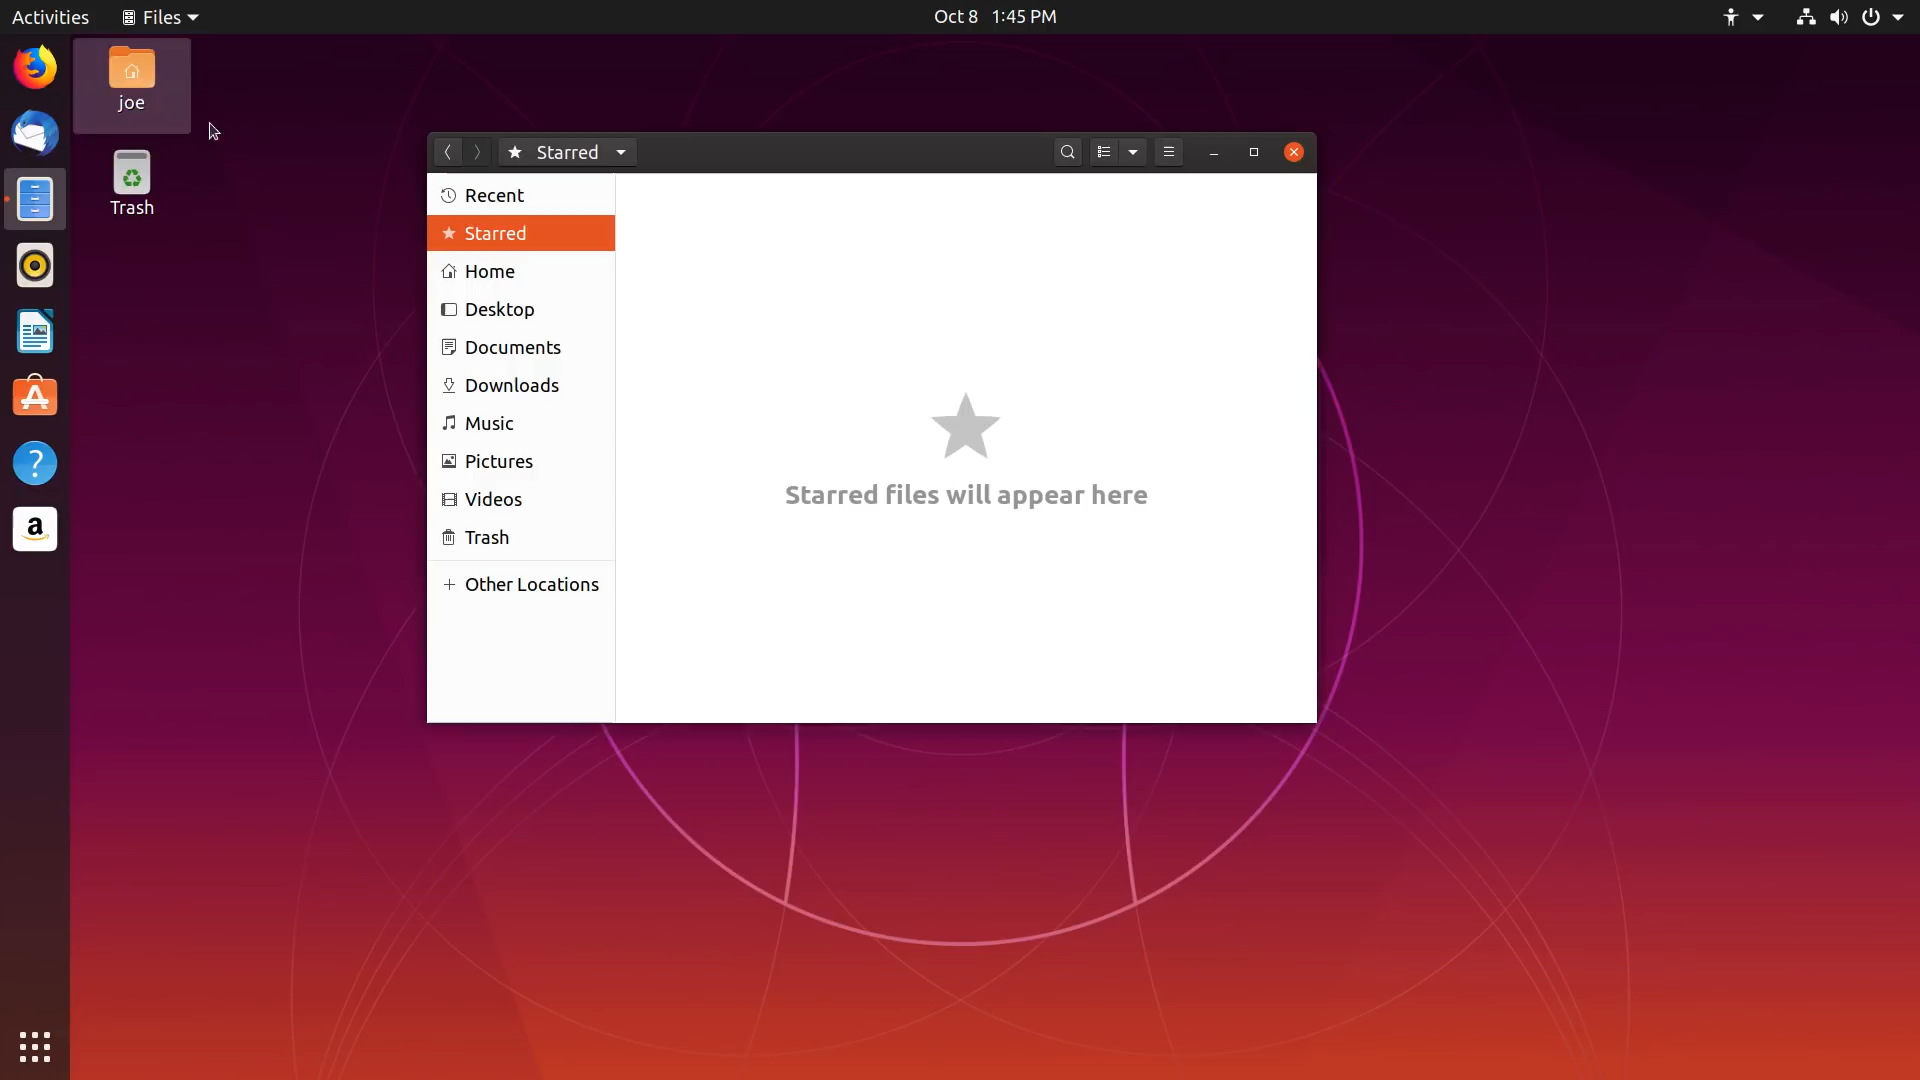 Activities
Files
Oct 8 1:45 PM
joe
Trash
Starred
Recent
Starred
Home
Desktop
Documents
Downloads
Music
Pictures
Videos
Trash
Other Locations
Starred files will appear here
?
a